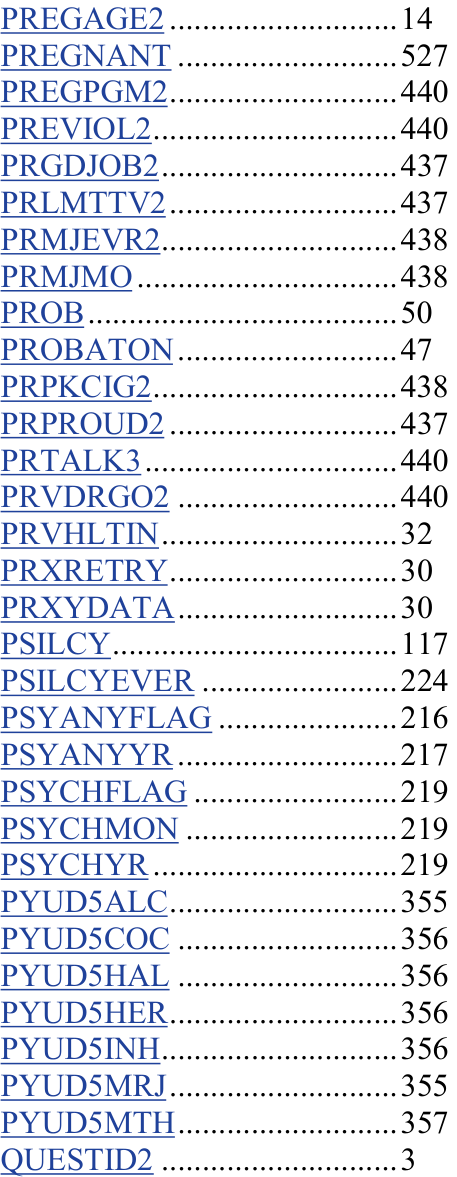 PREGAGE2 ............................ 14
PREGNANT ........................... 527
PREGPGM2............................ 440
PREVIOL2.............................. 440
PRGDJOB2............................. 437
PRLMTTV2............................ 437
PRMJEVR2............................. 438
PRMJMO ................................ 438
PROB ...................................... 50
PROBATON........................... 47
PRPKCIG2.............................. 438
PRPROUD2 ............................ 437
PRTALK3 ............................... 440
PRVDRGO2 ........................... 440
PRVHLTIN............................. 32
PRXRETRY............................ 30
PRXYDATA........................... 30
PSILCY................................... 117
PSILCYEVER ........................ 224
PSYANYFLAG ...................... 216
PSYANYYR........................... 217
PSYCHFLAG ......................... 219
PSYCHMON .......................... 219
PSYCHYR .............................. 219
PYUD5ALC............................ 355
PYUD5COC ........................... 356
PYUD5HAL ........................... 356
PYUD5HER............................ 356
PYUD5INH............................. 356
PYUD5MRJ............................ 355
PYUD5MTH........................... 357
QUESTID2 ............................. 3